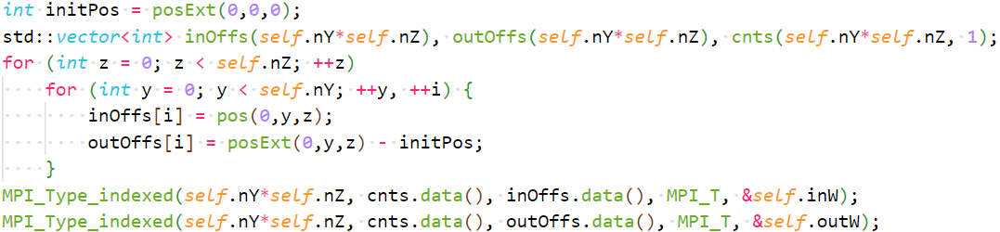 int initPos = posExt(0,0,0);
std::vector<int> inOffs(self.nY*self.nZ), outOffs(self.nY*self.nZ), cnts(self.nY*self.nZ, 1);
for (int z = 0; z < self.nZ; ++z)
    for (int y = 0; y < self.nY; ++y, ++i) {
        inOffs[i] = pos(0,y,z);
        outOffs[i] = posExt(0,y,z) - initPos;
    }
MPI_Type_indexed(self.nY*self.nZ, cnts.data(), inOffs.data(), MPI_T, &self.inW);
MPI_Type_indexed(self.nY*self.nZ, cnts.data(), outOffs.data(), MPI_T, &self.outW);